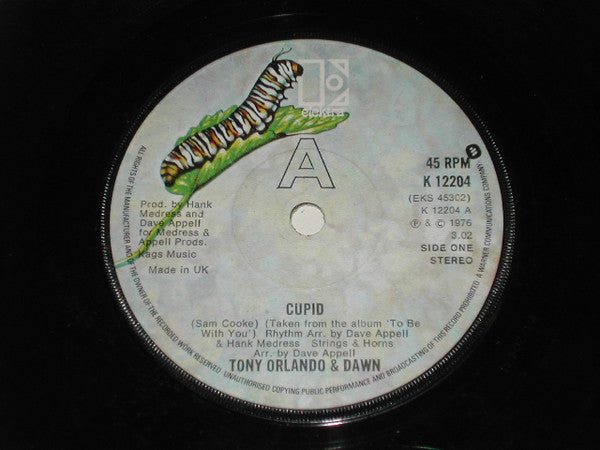 elektra
A
45 RPM
K 12204
(EKS 45302)
K 12204 A
℗ & © 1976
3.02
SIDE ONE
STEREO
Prod. by Hank
Medress and
Dave Appell
for Medress &
Appell Prods.
Kags Music
Made in UK
CUPID
(Sam Cooke) (Taken from the album 'To Be
With You') Rhythm Arr. by Dave Appell
& Hank Medress Strings & Horns
Arr. by Dave Appell
TONY ORLANDO & DAWN
ALL RIGHTS OF THE MANUFACTURER AND OF THE OWNER OF THE RECORDED WORK RESERVED UNAUTHORISED COPYING PUBLIC PERFORMANCE AND BROADCASTING OF THIS RECORD PROHIBITED A WARNER COMMUNICATIONS COMPANY